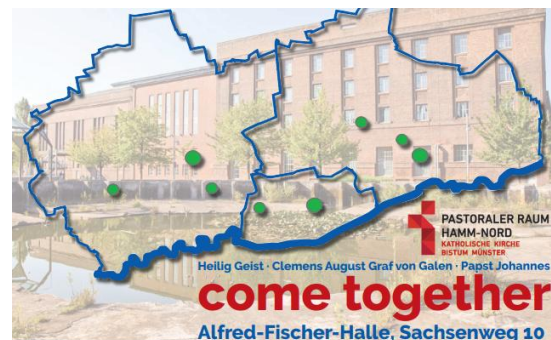 PASTORALER RAUM
HAMM-NORD
KATHOLISCHE KIRCHE
BISTUM MÜNSTER
Heilig Geist · Clemens August Graf von Galen · Papst Johannes
come together
Alfred-Fischer-Halle, Sachsenweg 10